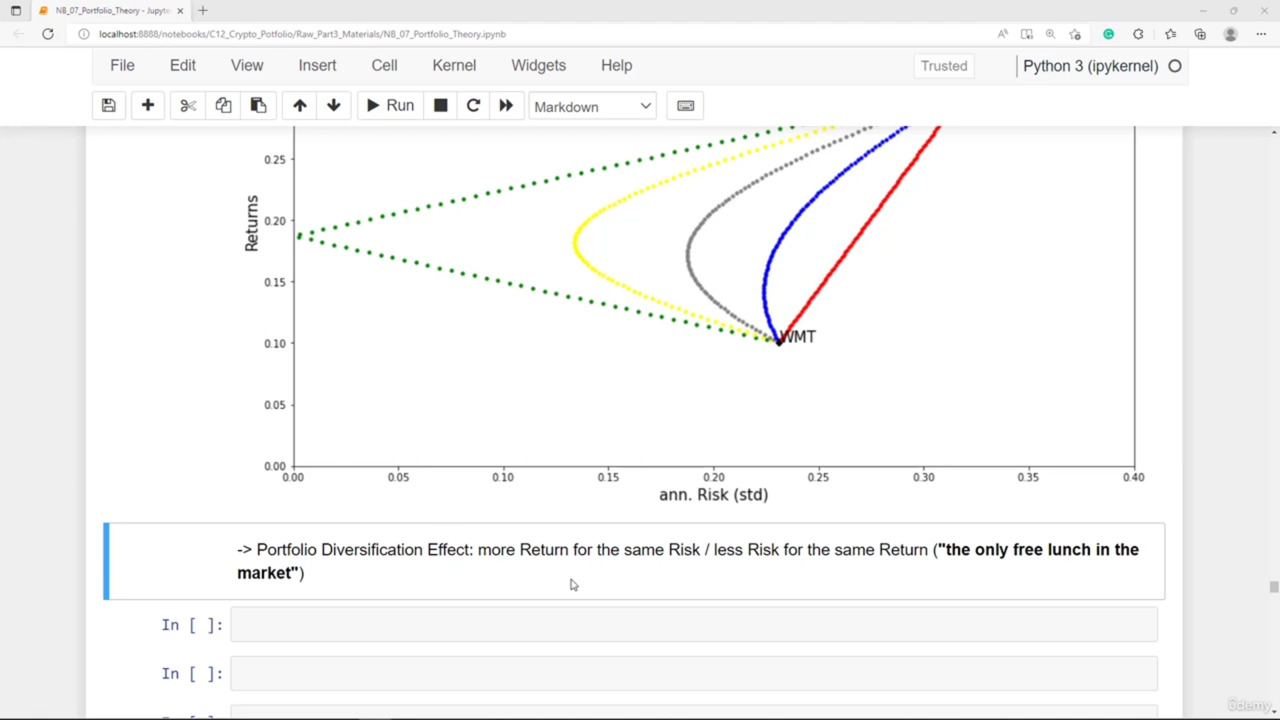 NB_07_Portfolio_Theory - Jupyte
localhost:8888/notebooks/C12_Crypto_Potfolio/Raw_Part3_Materials/NB_07_Portfolio_Theory.ipynb
File Edit View Insert Cell Kernel Widgets Help Trusted Python 3 (ipykernel)
Run Markdown
0.25
0.20
0.15
0.10
0.05
0.00
Returns
WMT
0.00 0.05 0.10 0.15 0.20 0.25 0.30 0.35 0.40
ann. Risk (std)
-> Portfolio Diversification Effect: more Return for the same Risk / less Risk for the same Return ("the only free lunch in the
market")
In [ ]:
In [ ]:
Udemy